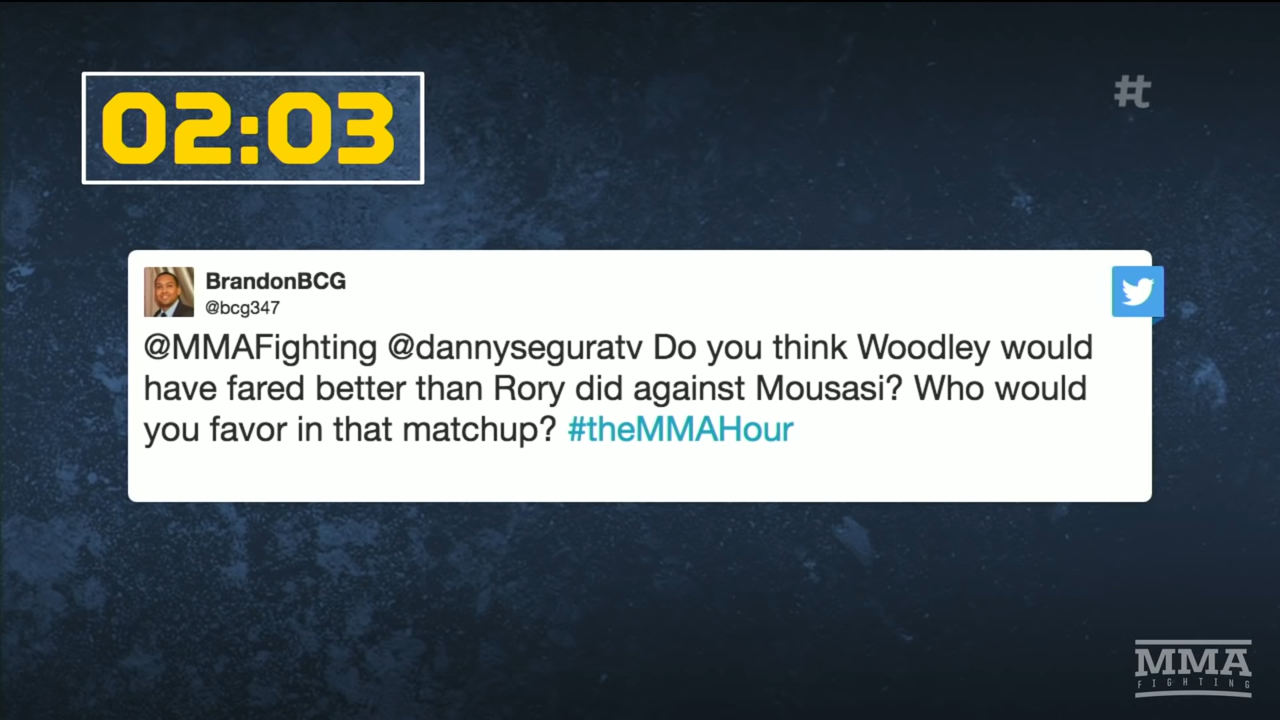 02:03
#t
BrandonBCG
@bcg347
@MMAFighting @dannyseguratv Do you think Woodley would
have fared better than Rory did against Mousasi? Who would
you favor in that matchup? #theMMAHour
MMA
FIGHTING